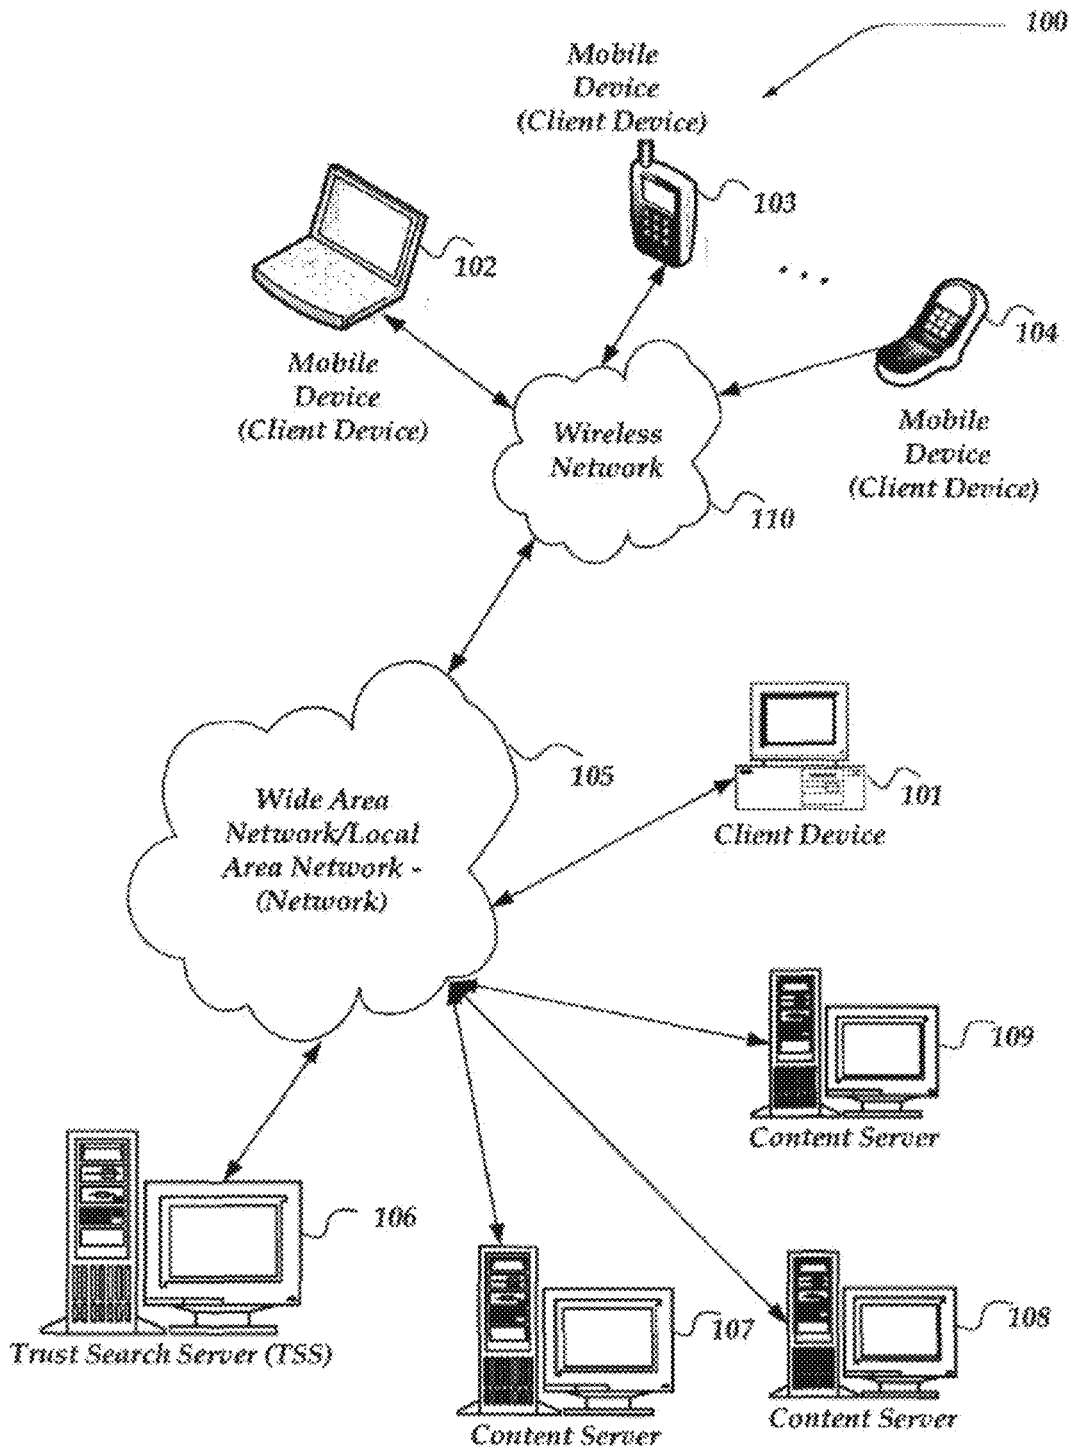 100
Mobile
Device
(Client Device)
103
102
104
Mobile
Device
(Client Device)
Wireless
Network
Mobile
Device
(Client Device)
110
105
Wide Area
Network/Local
Area Network -
(Network)
101
Client Device
109
Content Server
106
Trust Search Server (TSS)
107
Content Server
108
Content Server